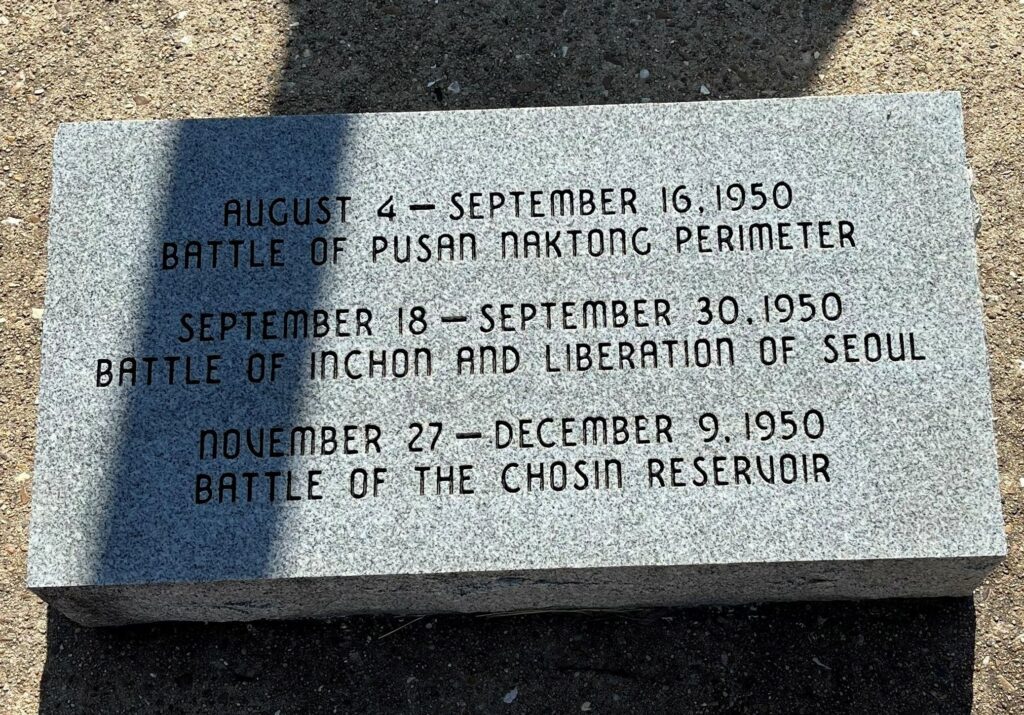 AUGUST 4 — SEPTEMBER 16, 1950
BATTLE OF PUSAN NAKTONG PERIMETER
SEPTEMBER 18 — SEPTEMBER 30, 1950
BATTLE OF INCHON AND LIBERATION OF SEOUL
NOVEMBER 27 — DECEMBER 9, 1950
BATTLE OF THE CHOSIN RESERVOIR